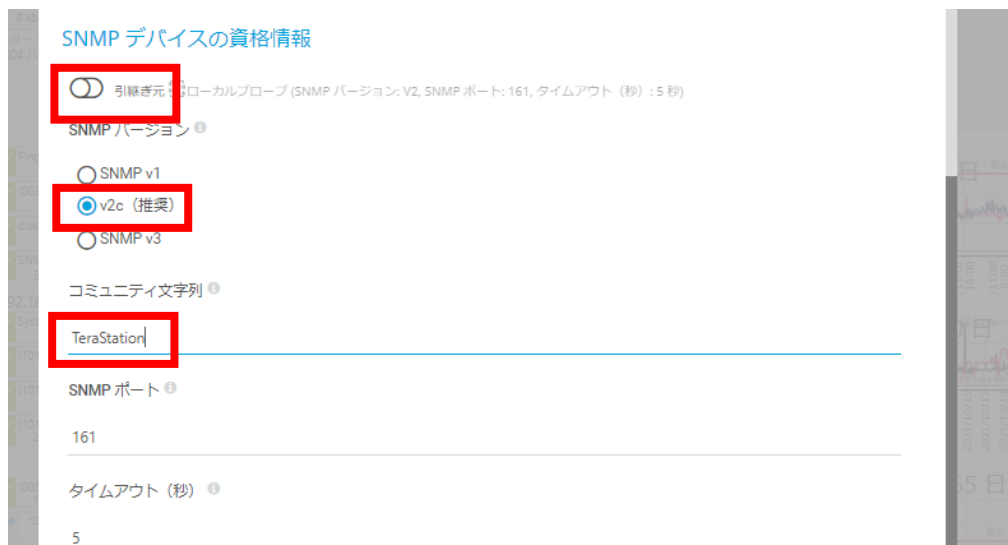 SNMP デバイスの資格情報
引継ぎ元 ローカルプローブ (SNMP バージョン: V2, SNMP ポート: 161, タイムアウト（秒）: 5 秒)
SNMP バージョン
SNMP v1
v2c（推奨）
SNMP v3
コミュニティ文字列
TeraStation
SNMP ポート
161
タイムアウト（秒）
5